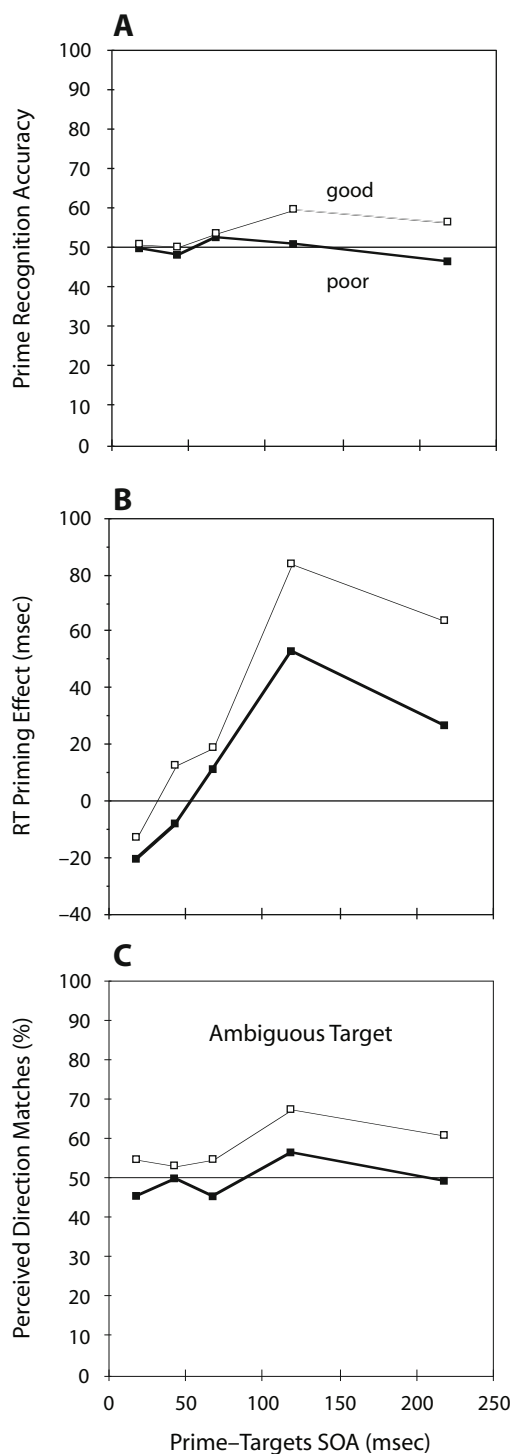 A
100
90
80
70
60
50
40
30
20
10
0
Prime Recognition Accuracy
good
poor
B
100
80
60
40
20
0
–20
–40
RT Priming Effect (msec)
C
100
90
80
70
60
50
40
30
20
10
0
Perceived Direction Matches (%)
Ambiguous Target
0 50 100 150 200 250
Prime–Targets SOA (msec)